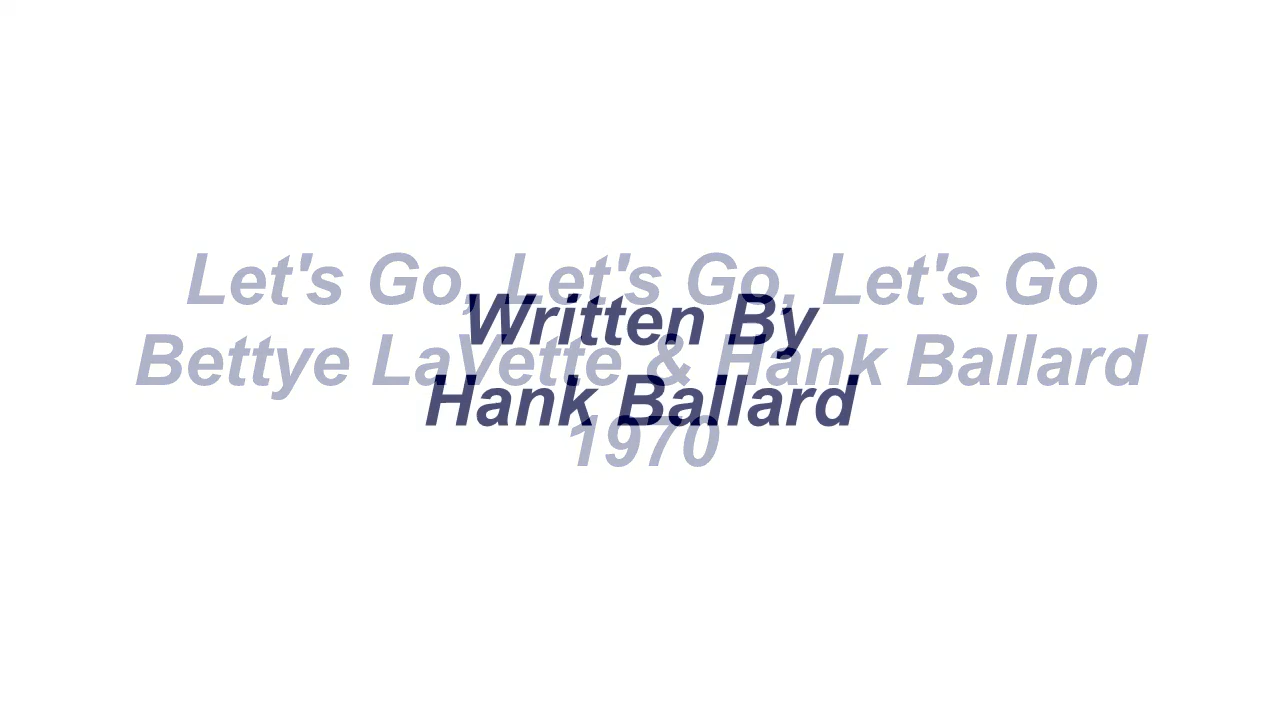 Let's Go, Let's Go, Let's Go
Written By
Bettye LaVette & Hank Ballard
Hank Ballard
1970